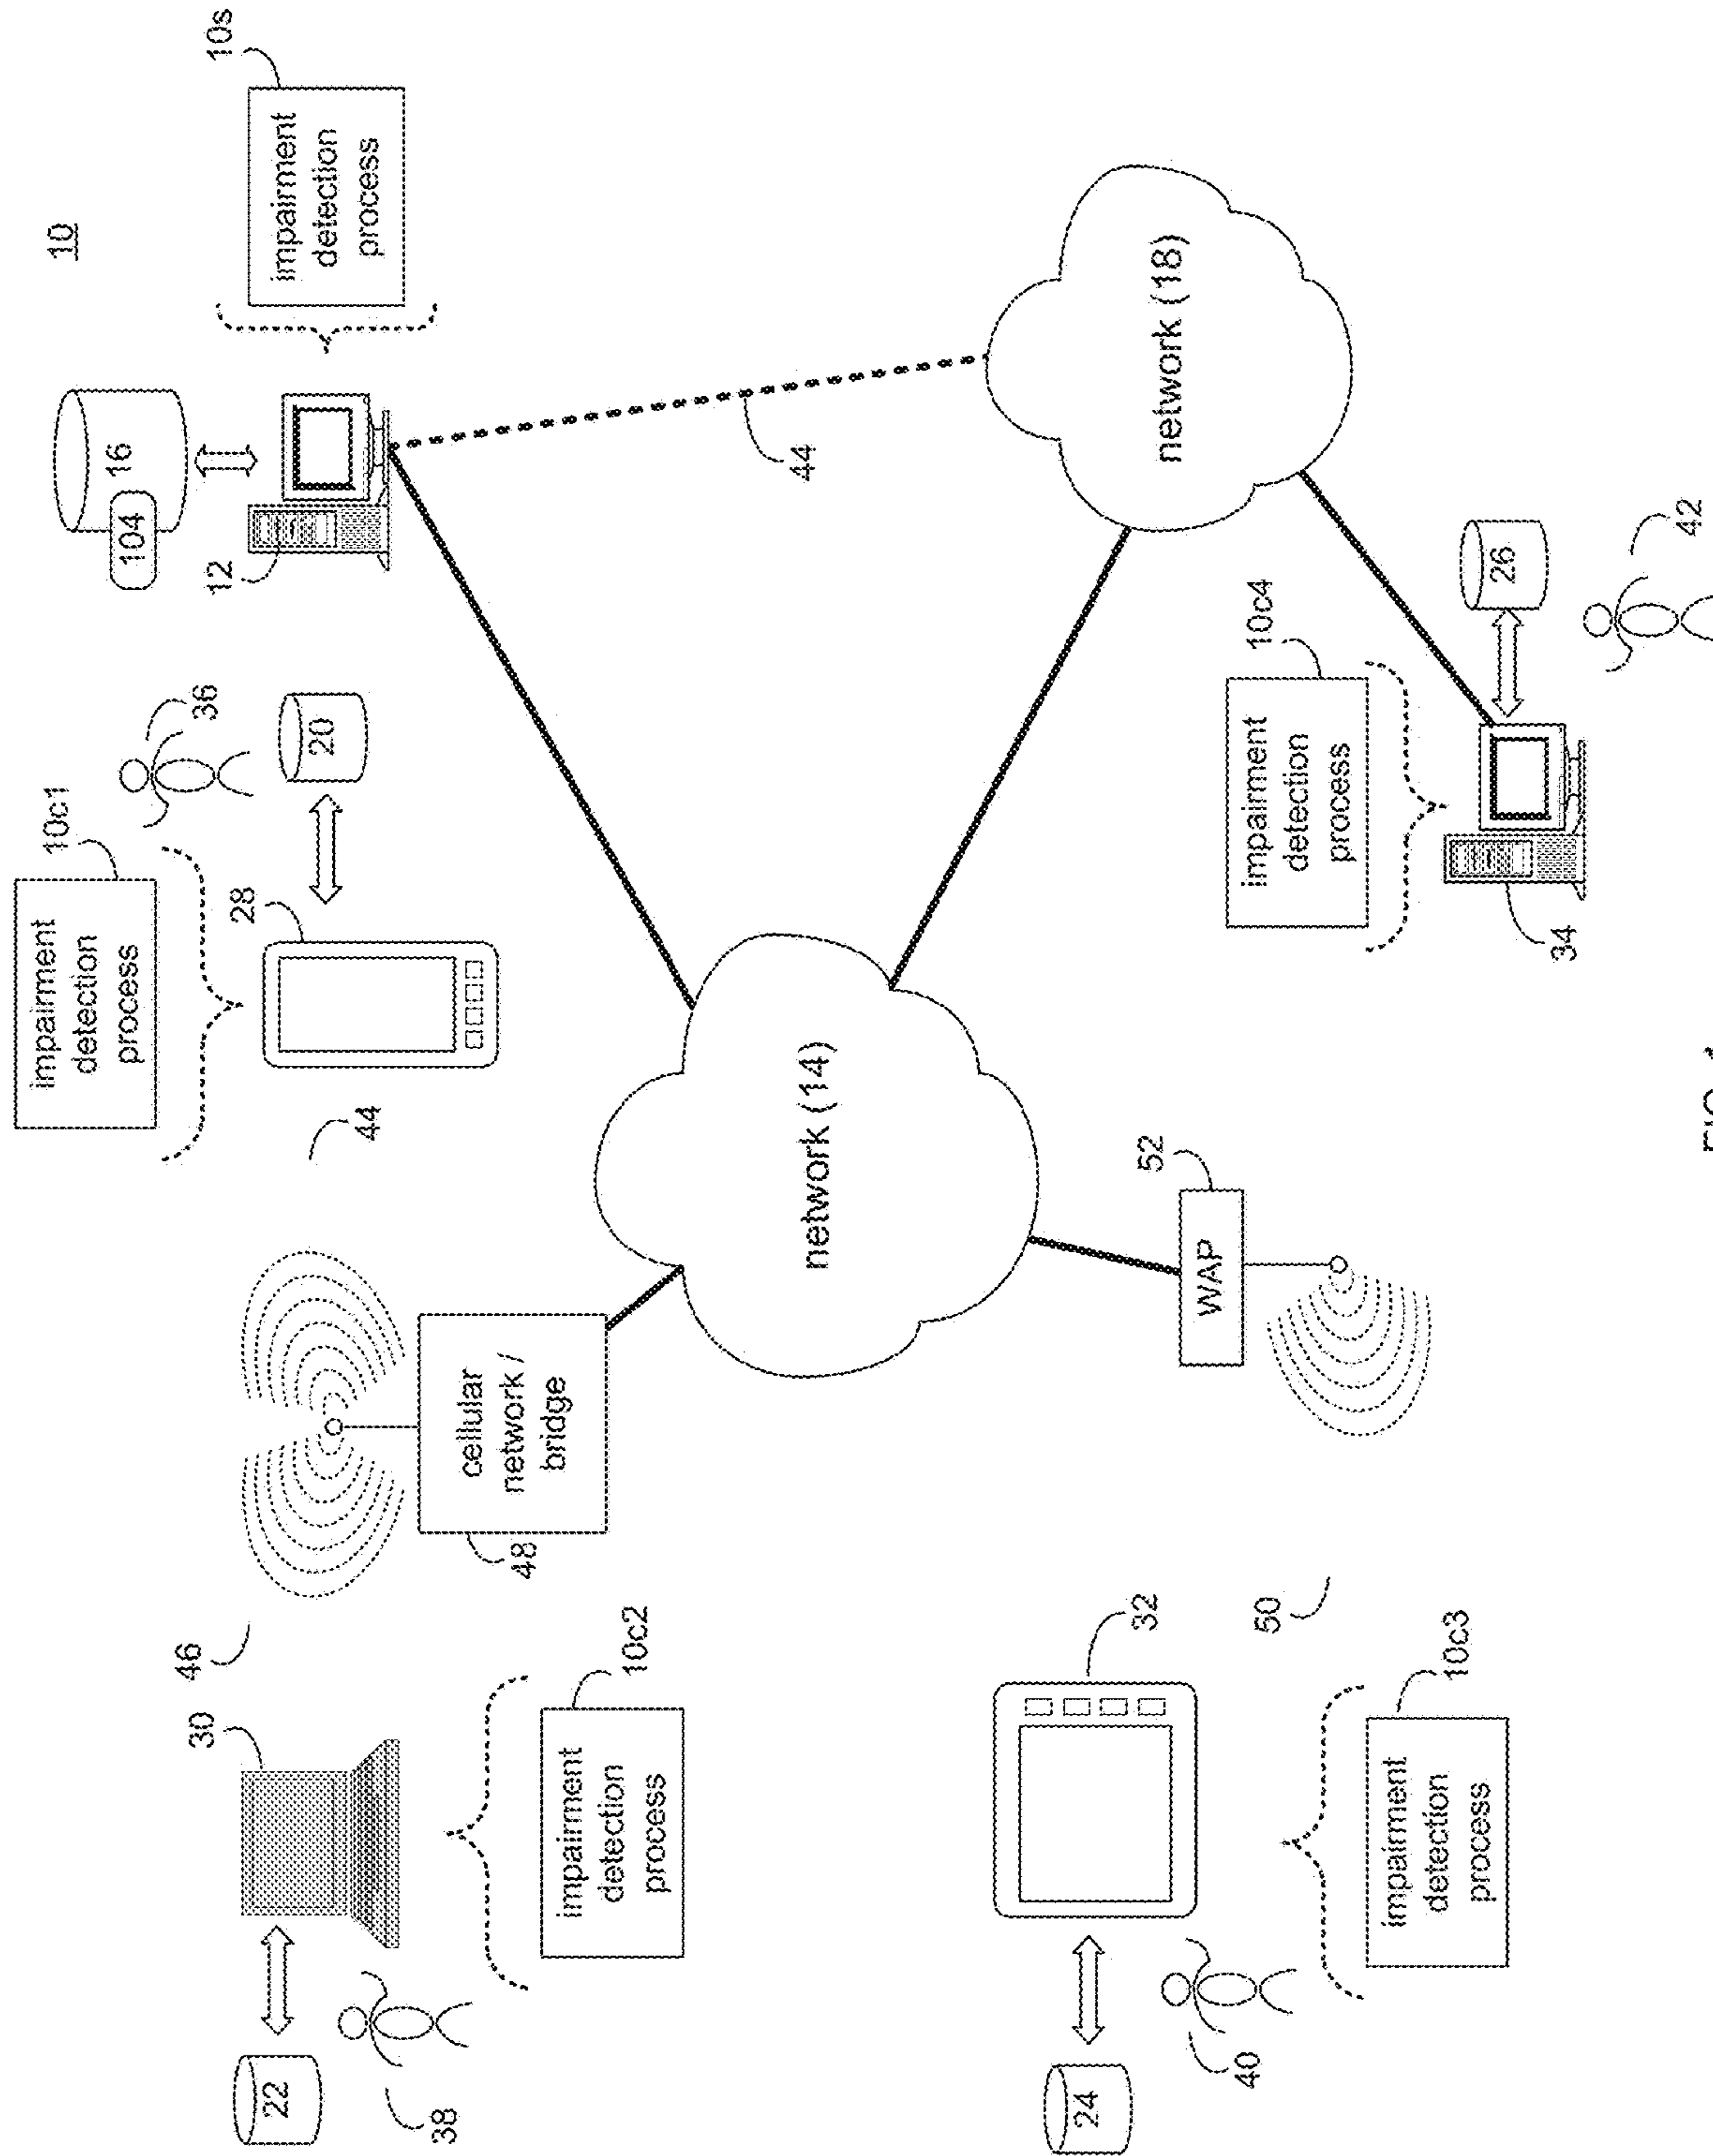 10
10s
impairment
detection
process
16
104
12
10c1
impairment
detection
process
36
20
28
44
44
46
30
22
38
10c2
impairment
detection
process
cellular
network /
bridge
48
network (14)
network (18)
52
WAP
50
32
24
40
10c3
impairment
detection
process
10c4
impairment
detection
process
26
34
42